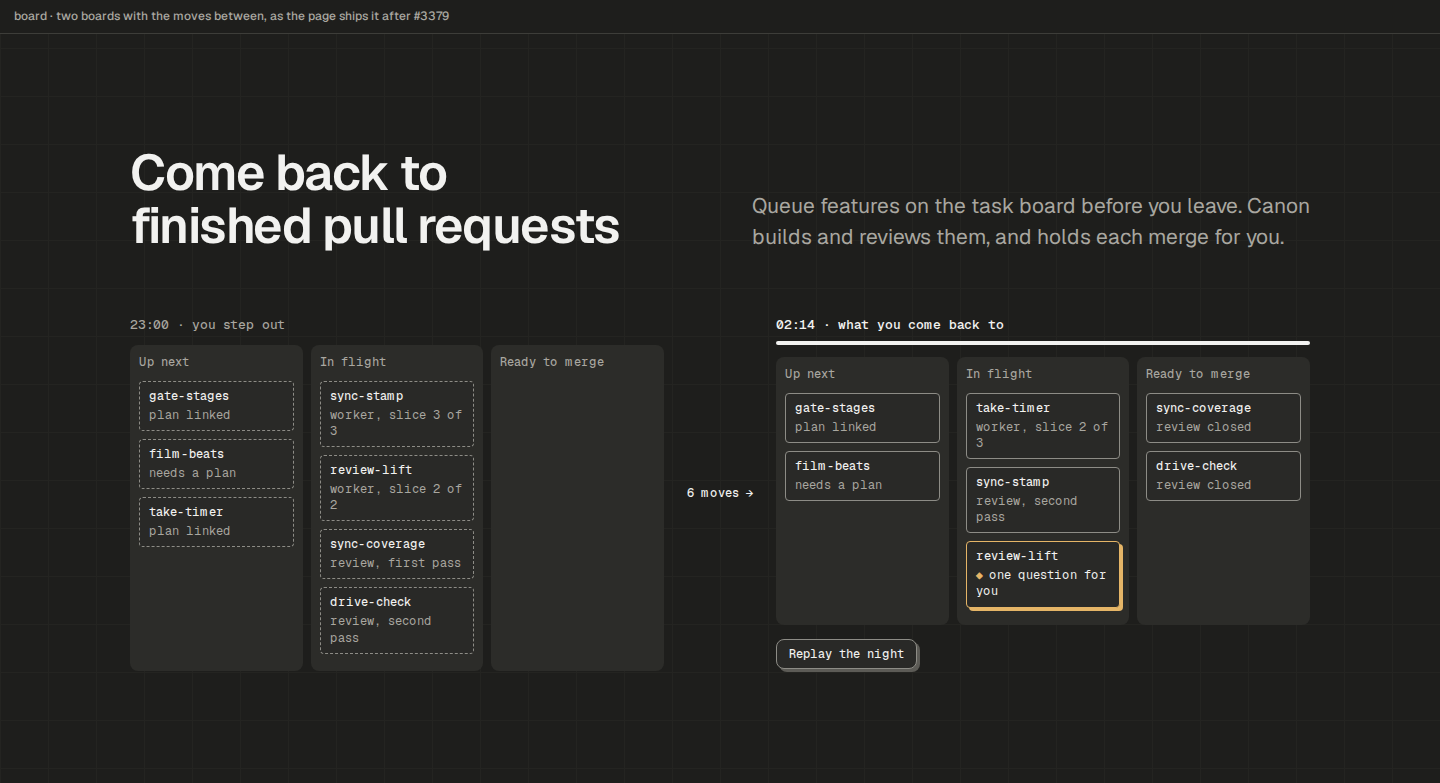 board · two boards with the moves between, as the page ships it after #3379
Come back to
finished pull requests
Queue features on the task board before you leave. Canon
builds and reviews them, and holds each merge for you.
23:00 · you step out
Up next
gate-stages
plan linked
film-beats
needs a plan
take-timer
plan linked
In flight
sync-stamp
worker, slice 3 of
3
review-lift
worker, slice 2 of
2
sync-coverage
review, first pass
drive-check
review, second
pass
Ready to merge
6 moves →
02:14 · what you come back to
Up next
gate-stages
plan linked
film-beats
needs a plan
In flight
take-timer
worker, slice 2 of
3
sync-stamp
review, second
pass
review-lift
◆ one question for
you
Ready to merge
sync-coverage
review closed
drive-check
review closed
Replay the night